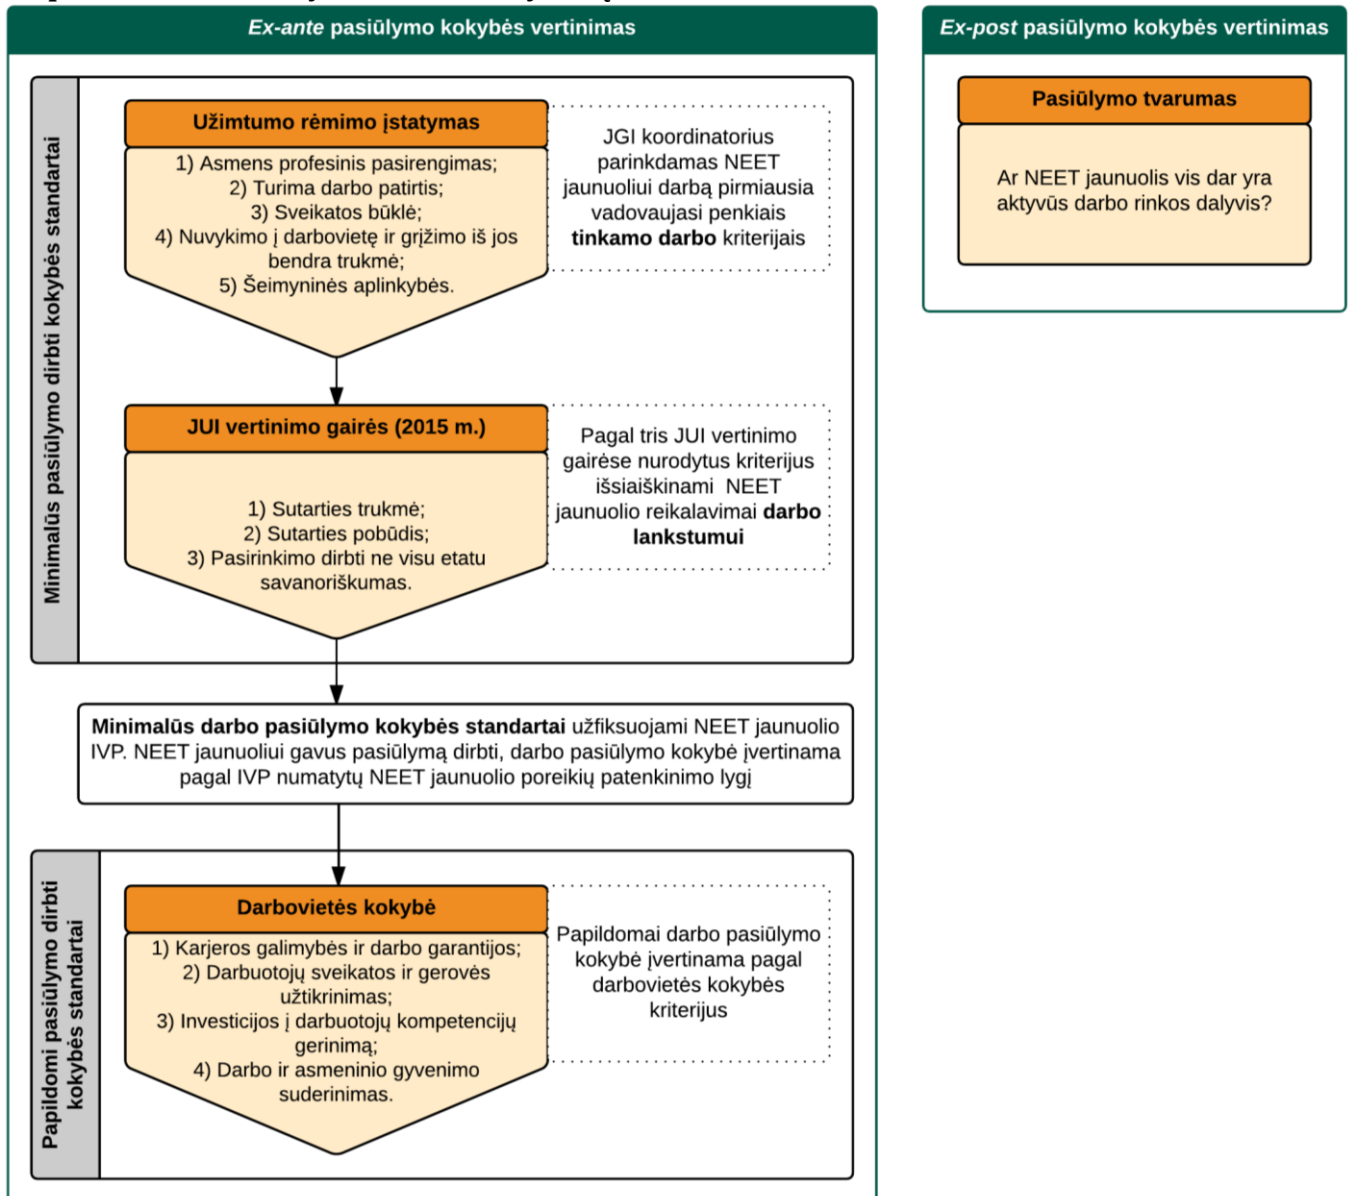 Ex-ante pasiūlymo kokybės vertinimas
Minimalūs pasiūlymo dirbti kokybės standartai
Užimtumo rėmimo įstatymas
1) Asmens profesinis pasirengimas;
2) Turima darbo patirtis;
3) Sveikatos būklė;
4) Nuvykimo į darbovietę ir grįžimo iš jos
bendra trukmė;
5) Šeimyninės aplinkybės.
JGI koordinatorius
parinkdamas NEET
jaunuoliui darbą pirmiausia
vadovaujasi penkiais
tinkamo darbo kriterijais
JUI vertinimo gairės (2015 m.)
1) Sutarties trukmė;
2) Sutarties pobūdis;
3) Pasirinkimo dirbti ne visu etatu
savanoriškumas.
Pagal tris JUI vertinimo
gairėse nurodytus kriterijus
išsiaiškinami NEET
jaunuolio reikalavimai darbo
lankstumui
Minimalūs darbo pasiūlymo kokybės standartai užfiksuojami NEET jaunuolio
IVP. NEET jaunuoliui gavus pasiūlymą dirbti, darbo pasiūlymo kokybė įvertinama
pagal IVP numatytų NEET jaunuolio poreikių patenkinimo lygį
Papildomi pasiūlymo dirbti
kokybės standartai
Darbovietės kokybė
1) Karjeros galimybės ir darbo garantijos;
2) Darbuotojų sveikatos ir gerovės
užtikrinimas;
3) Investicijos į darbuotojų kompetencijų
gerinimą;
4) Darbo ir asmeninio gyvenimo
suderinimas.
Papildomai darbo pasiūlymo
kokybė įvertinama pagal
darbovietės kokybės
kriterijus
Ex-post pasiūlymo kokybės vertinimas
Pasiūlymo tvarumas
Ar NEET jaunuolis vis dar yra
aktyvūs darbo rinkos dalyvis?